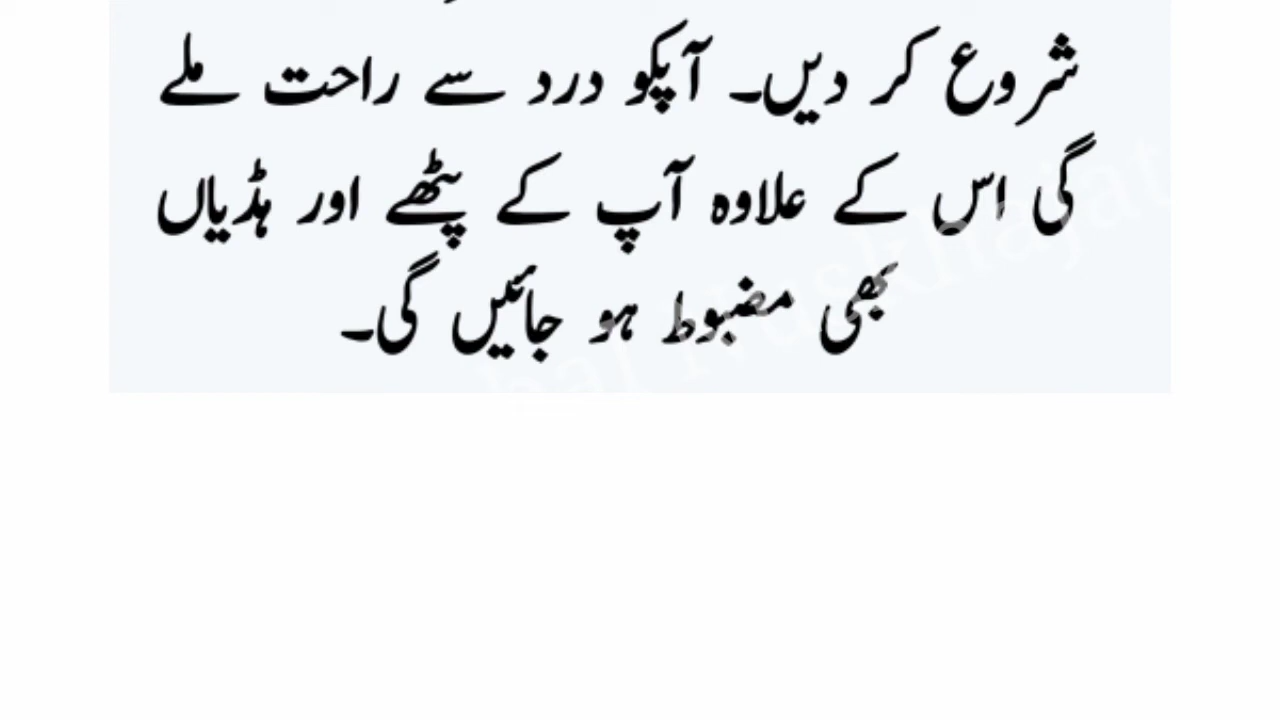 شروع کر دیں۔ آپکو درد سے راحت ملے
گی اس کے علاوہ آپ کے پٹھے اور ہڈیاں
بھی مضبوط ہو جائیں گی۔